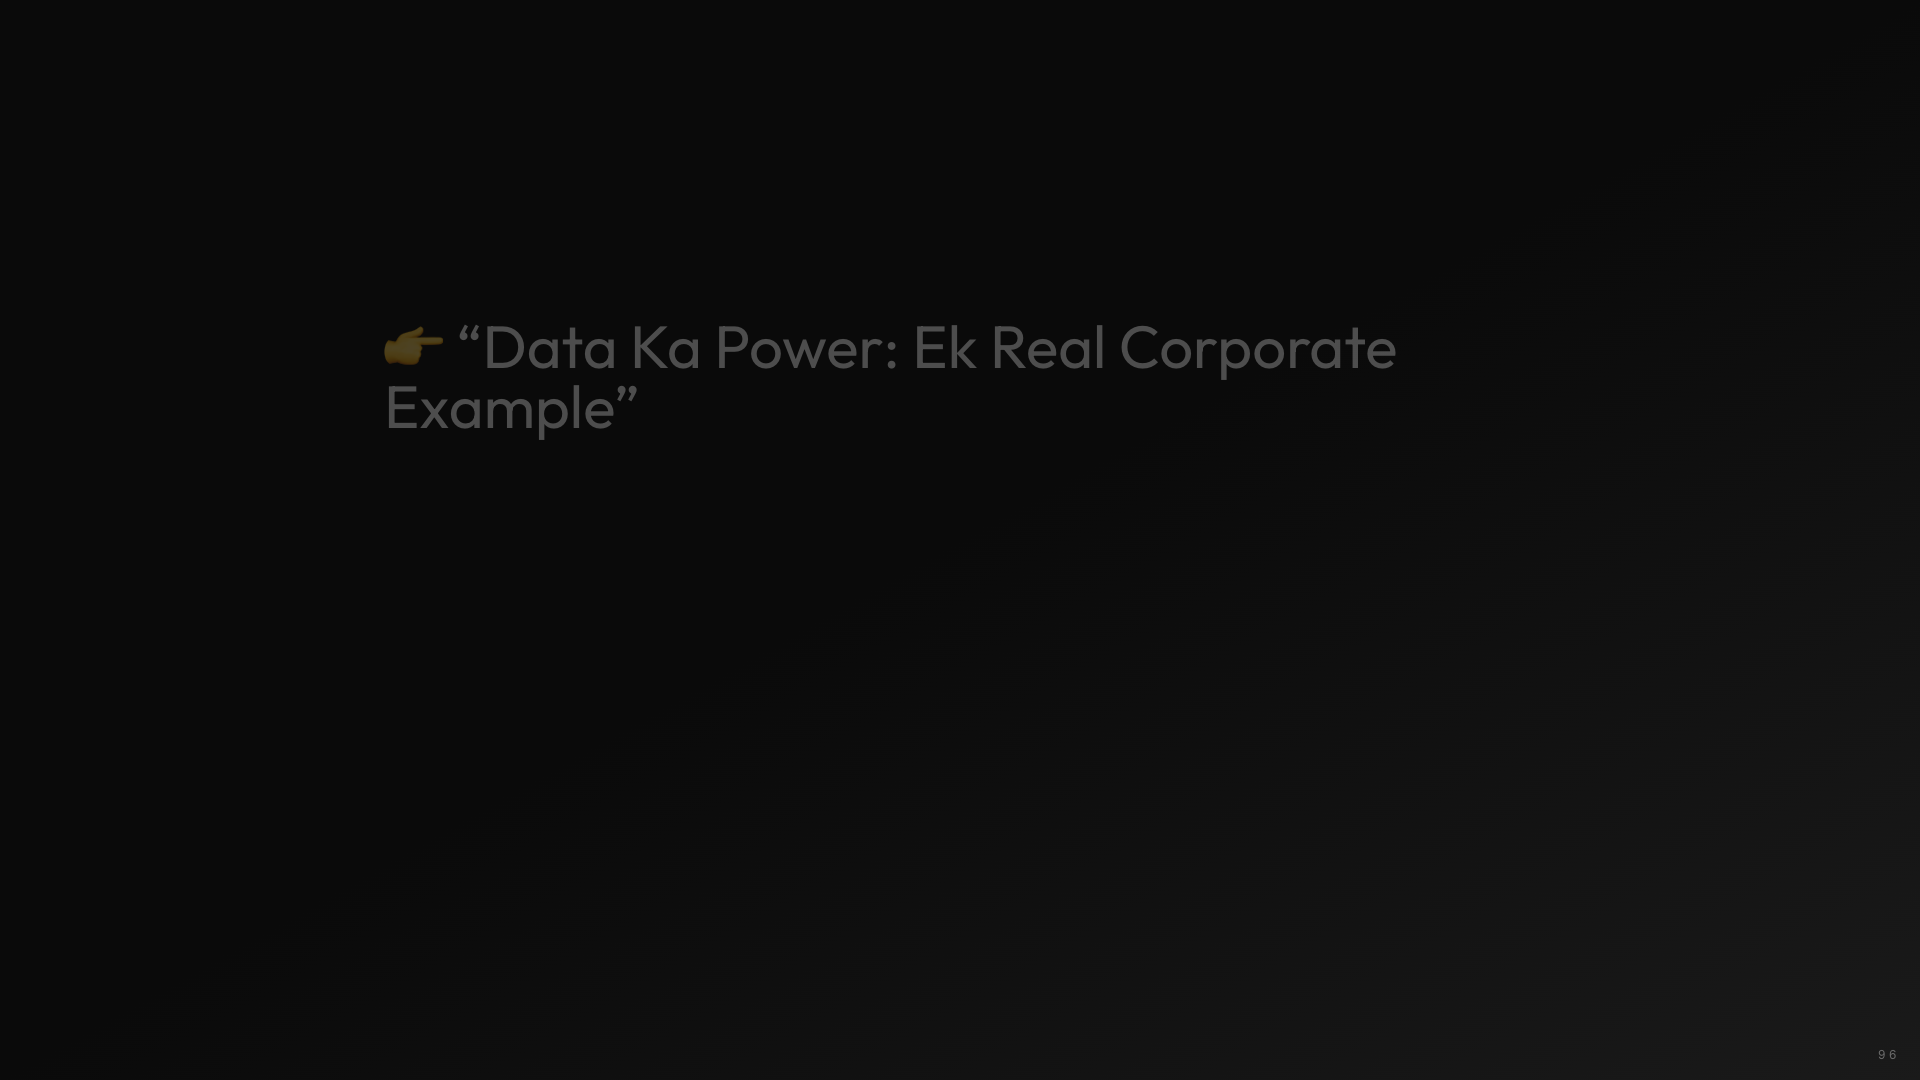 👉 “Data Ka Power: Ek Real Corporate
Example”
96